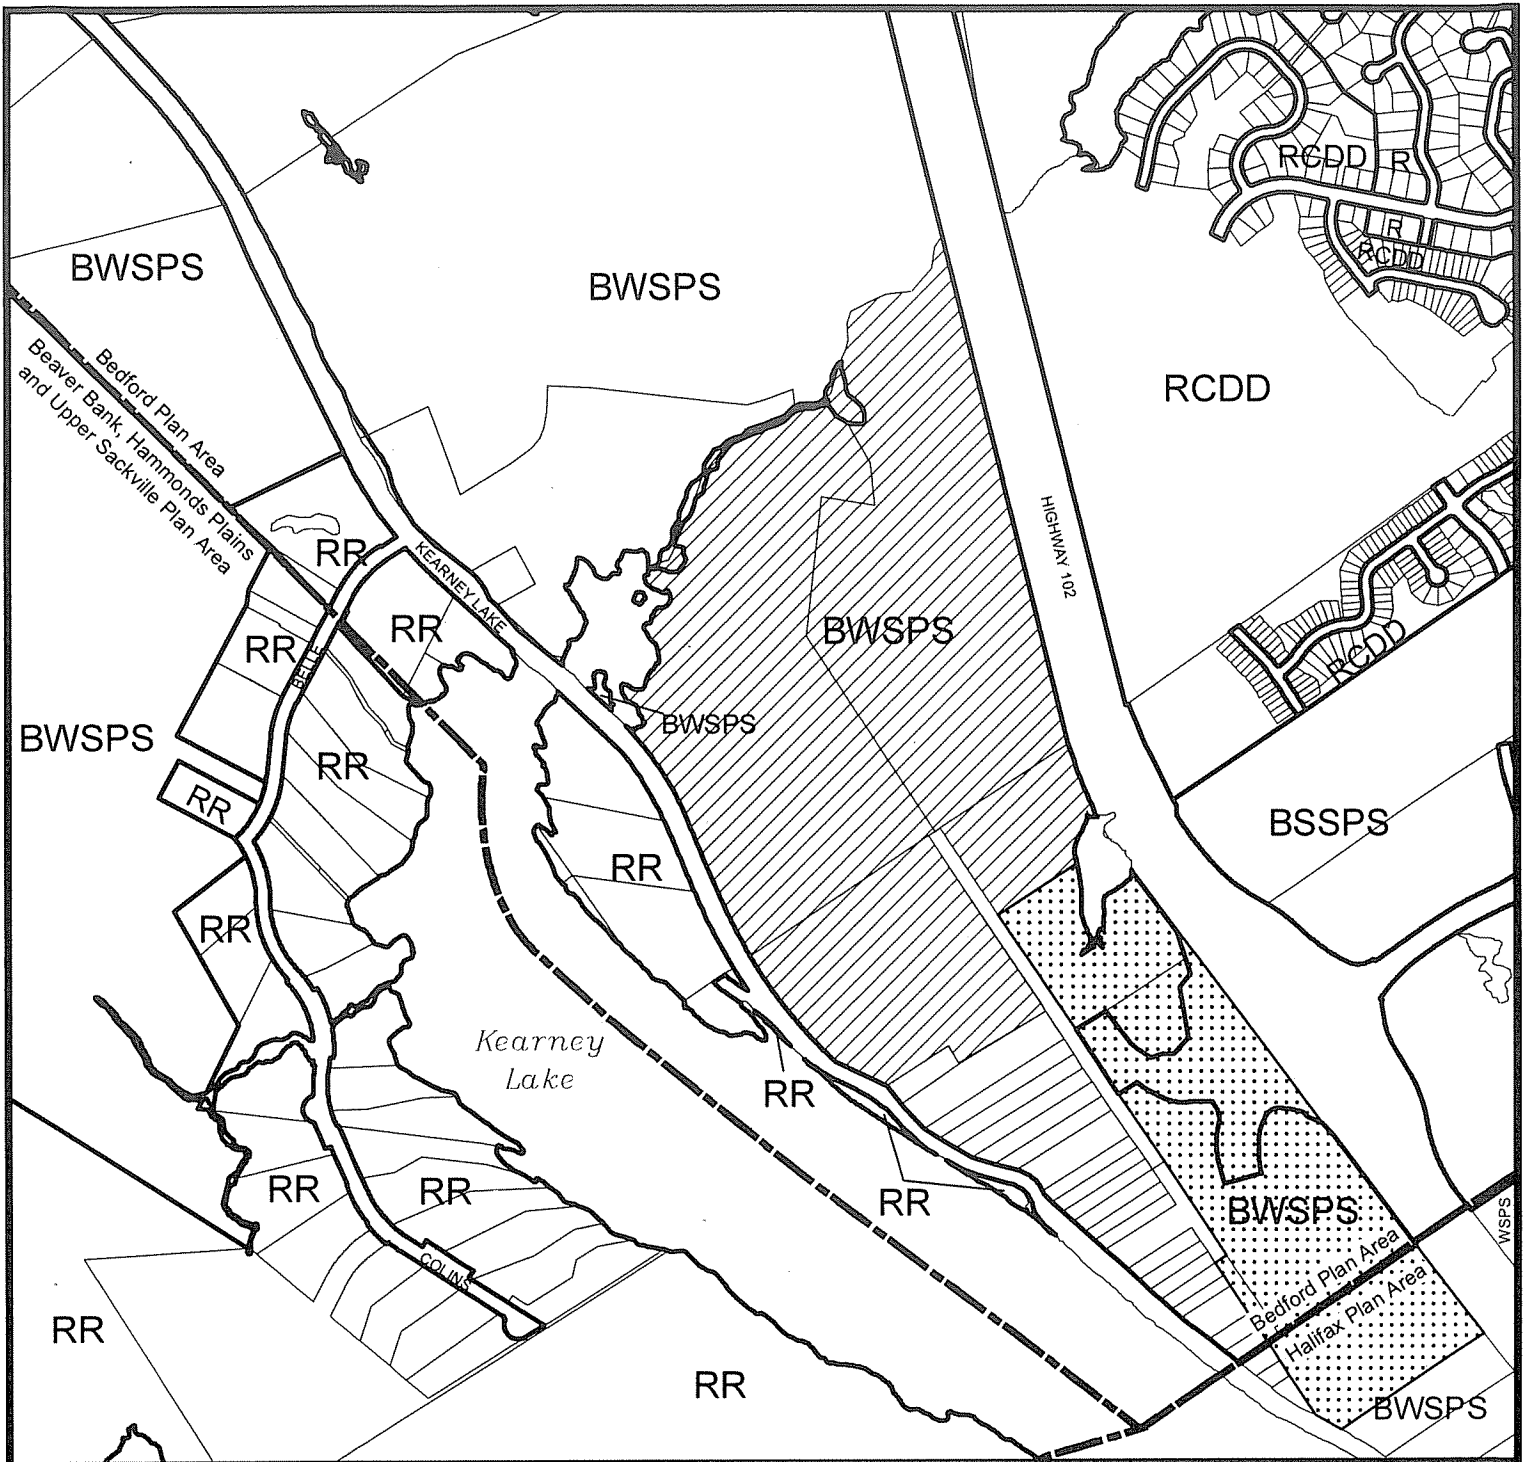 RCDD
R
R
RCDD
BWSPS
BWSPS
RCDD
Bedford Plan Area
Beaver Bank, Hammonds Plains
and Upper Sackville Plan Area
HIGHWAY 102
RR
KEARNEY LAKE
RR
BWSPS
RR
BELLE
RCDD
BWSPS
BWSPS
RR
RR
BSSPS
RR
RR
Kearney
Lake
RR
RR
RR
RR
BWSPS
WSPS
COLINS
Bedford Plan Area
Halifax Plan Area
RR
RR
BWSPS